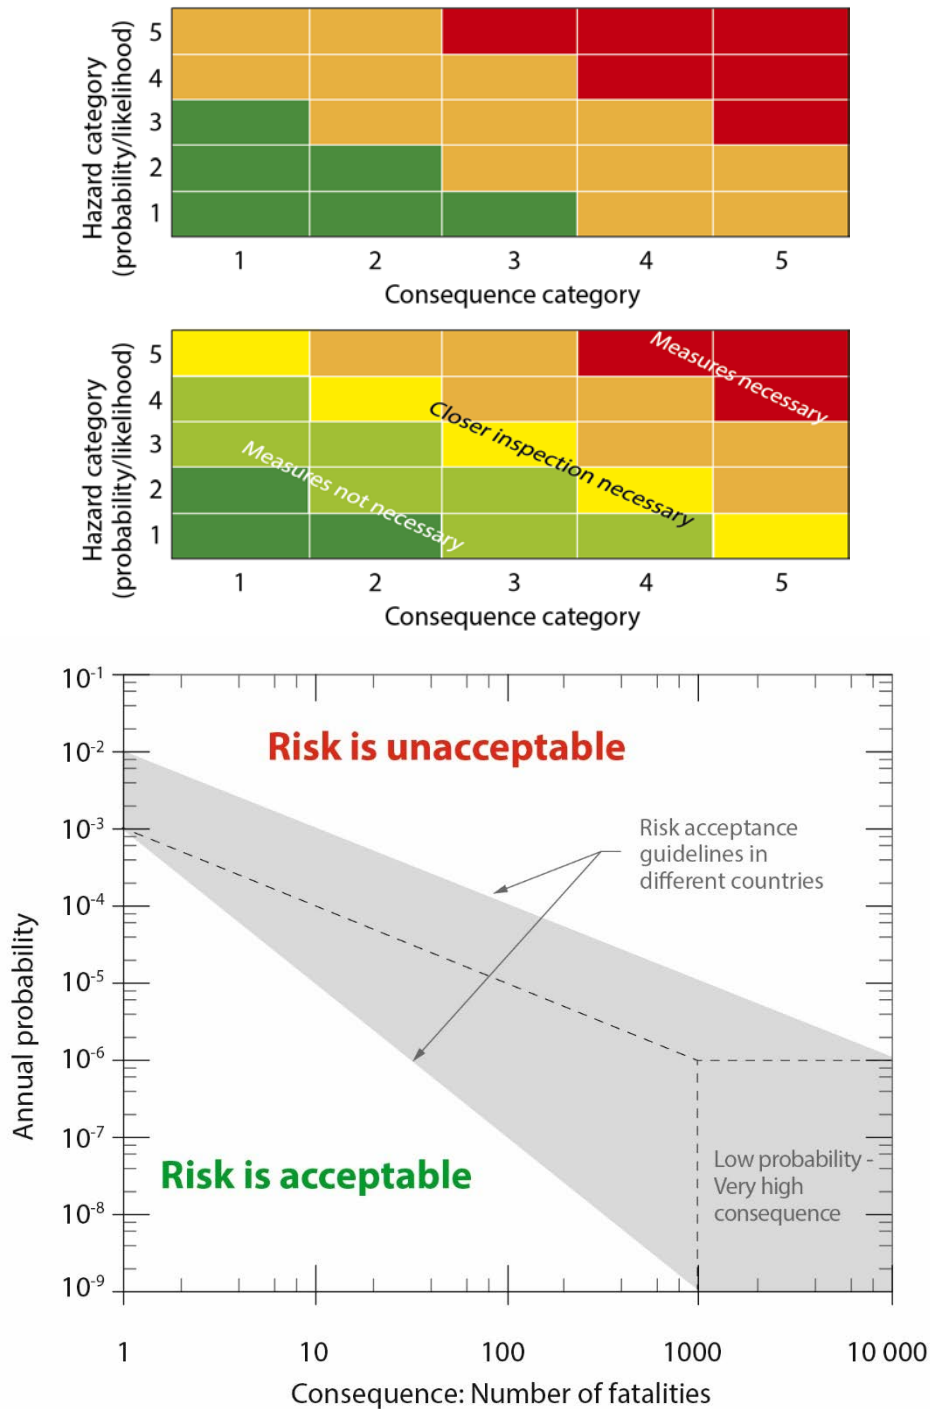 Hazard category
(probability/likelihood)
5
4
3
2
1
1 2 3 4 5
Consequence category
Hazard category
(probability/likelihood)
5
4
3
2
1
Measures necessary
Closer inspection necessary
Measures not necessary
1 2 3 4 5
Consequence category
Annual probability
10⁻¹
10⁻²
10⁻³
10⁻⁴
10⁻⁵
10⁻⁶
10⁻⁷
10⁻⁸
10⁻⁹
Risk is unacceptable
Risk acceptance
guidelines in
different countries
Risk is acceptable
Low probability -
Very high
consequence
1 10 100 1000 10 000
Consequence: Number of fatalities